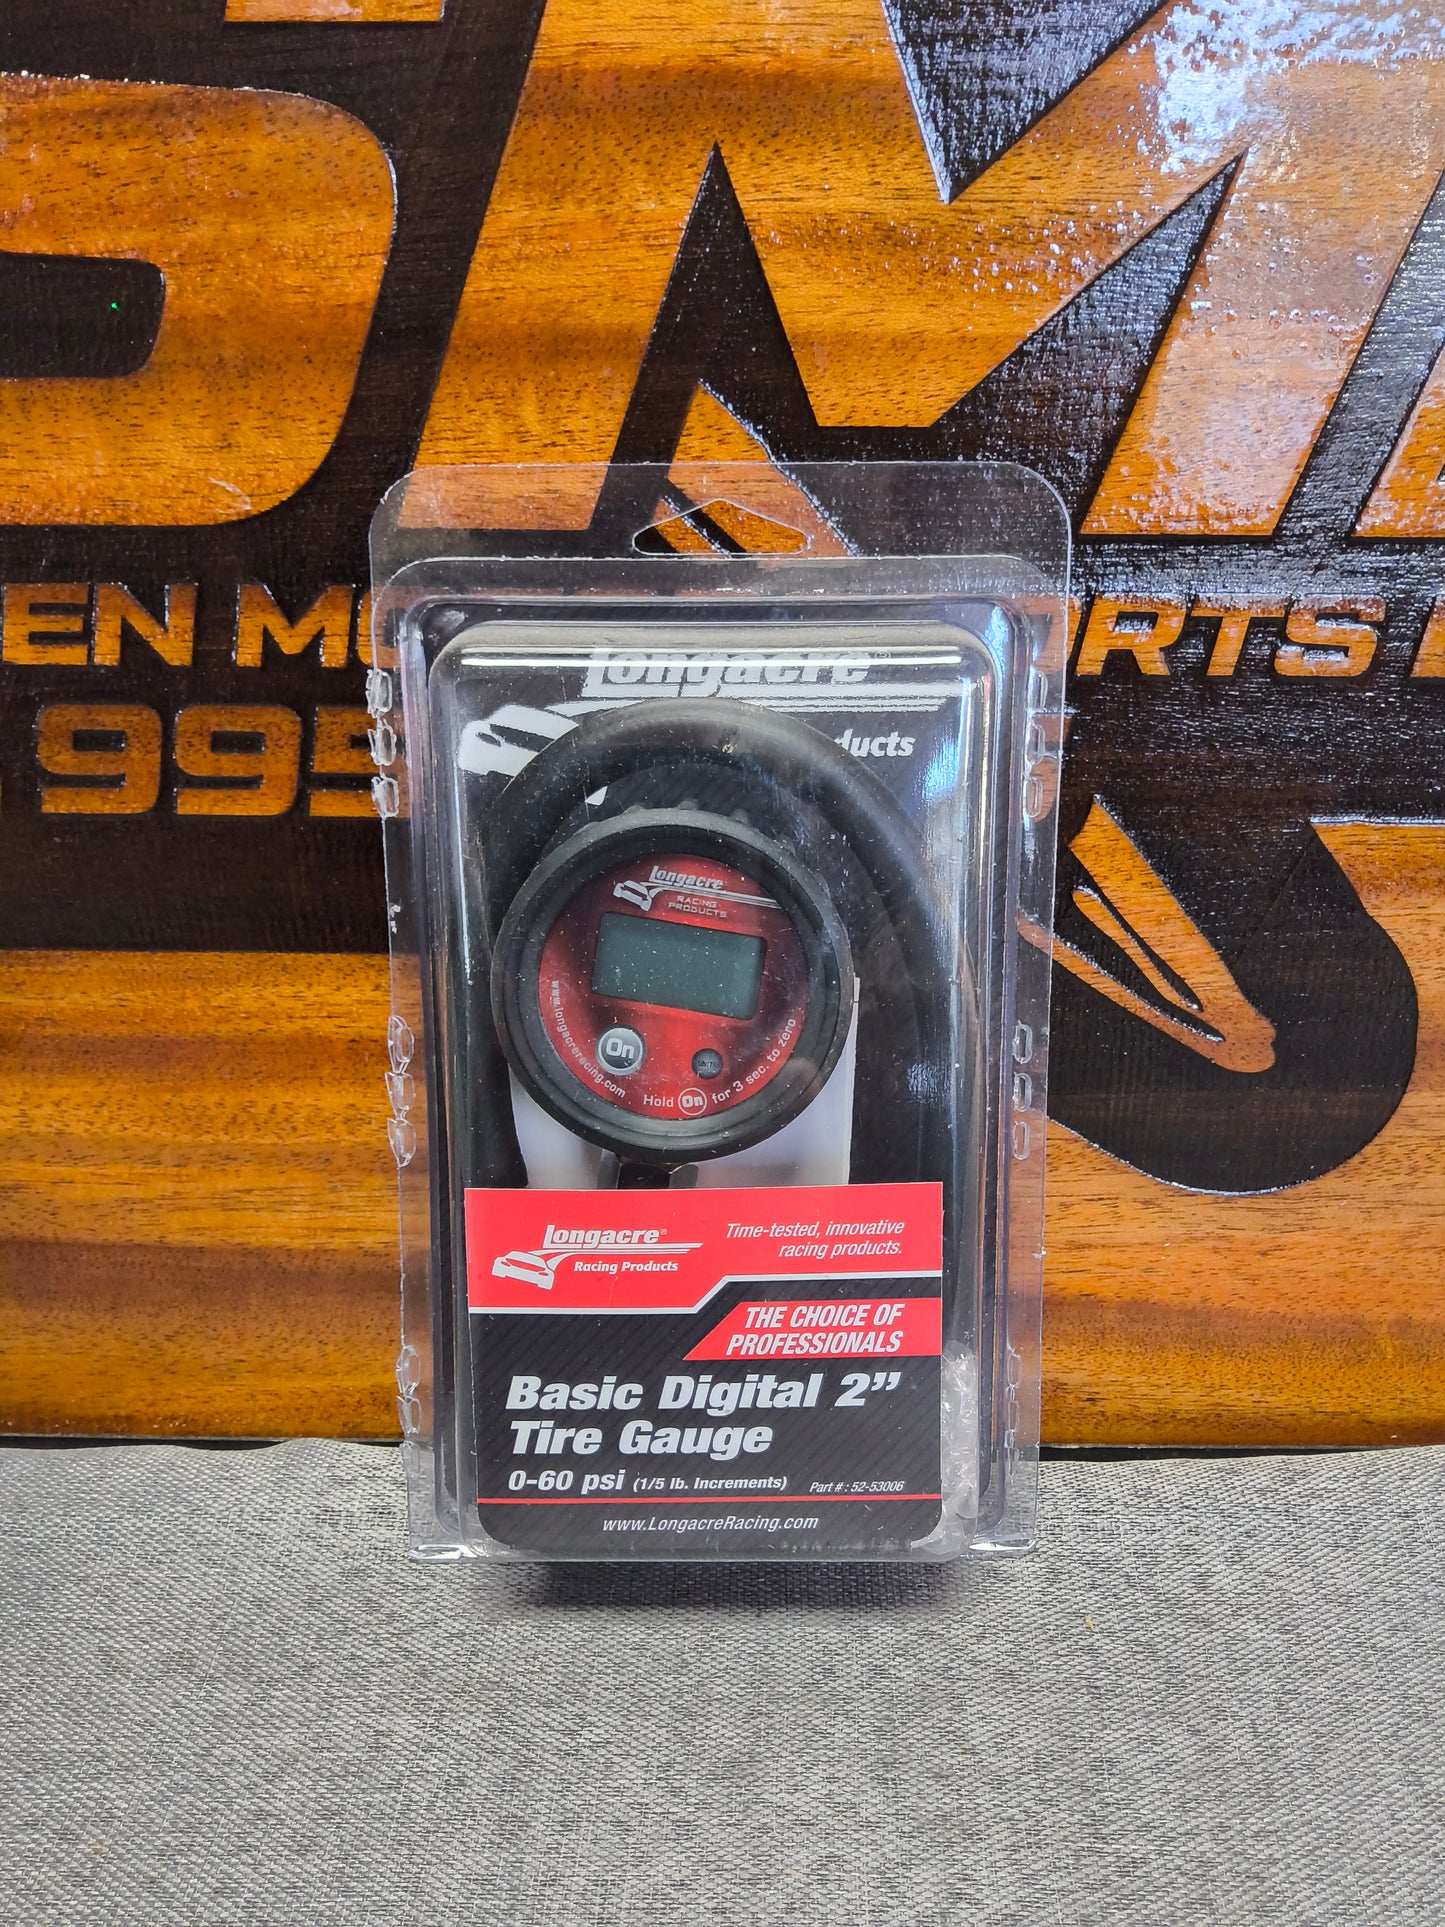 EN MO
ORTS
995
Longacre®
ducts
Longacre
RACING
PRODUCTS
On
UNITS
www.longacreracing.com
Hold On for 3 sec. to zero
Longacre®
Racing Products
Time-tested, innovative
racing products.
THE CHOICE OF
PROFESSIONALS
Basic Digital 2”
Tire Gauge
0-60 psi (1/5 lb. Increments)
Part # : 52-53006
www.LongacreRacing.com